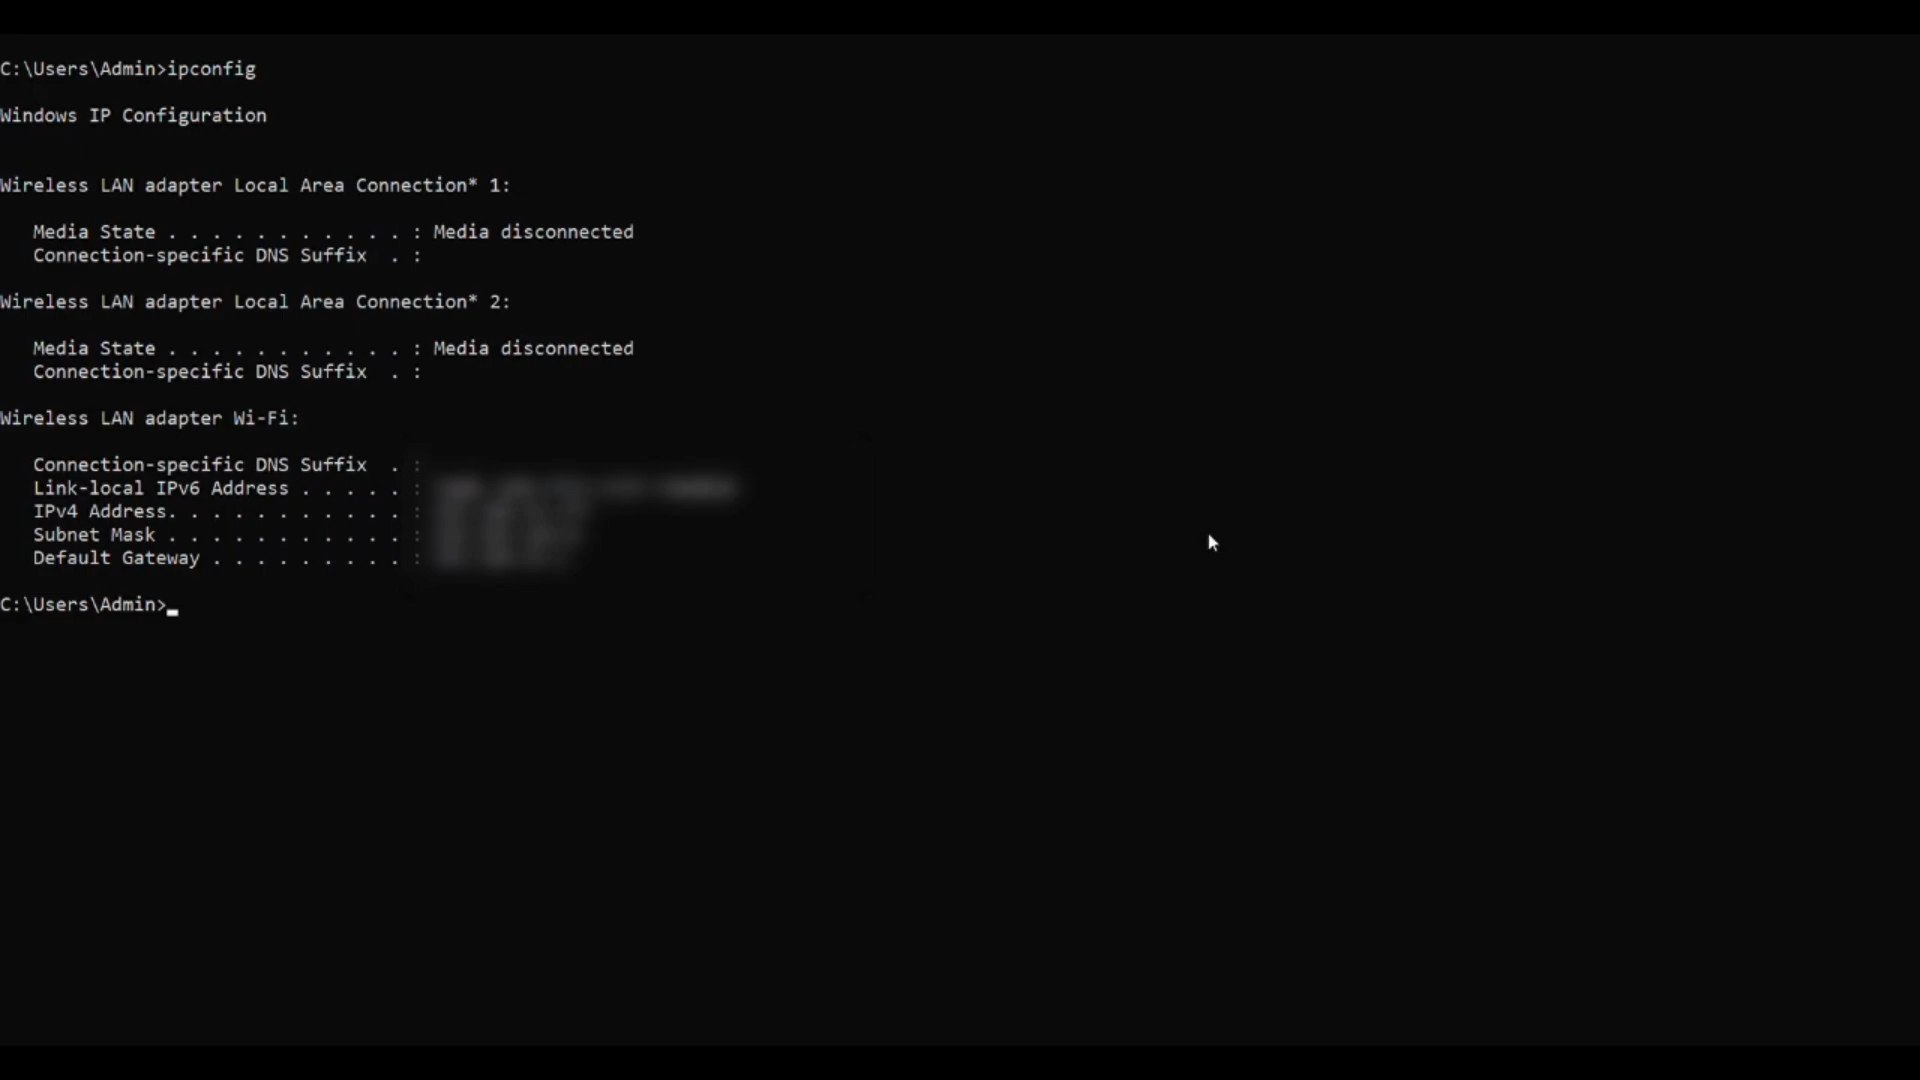 C:\Users\Admin>ipconfig
Windows IP Configuration
Wireless LAN adapter Local Area Connection* 1:
Media State . . . . . . . . . . . : Media disconnected
Connection-specific DNS Suffix  . :
Wireless LAN adapter Local Area Connection* 2:
Media State . . . . . . . . . . . : Media disconnected
Connection-specific DNS Suffix  . :
Wireless LAN adapter Wi-Fi:
Connection-specific DNS Suffix  . :
Link-local IPv6 Address . . . . . :
IPv4 Address. . . . . . . . . . . :
Subnet Mask . . . . . . . . . . . :
Default Gateway . . . . . . . . . :
C:\Users\Admin>